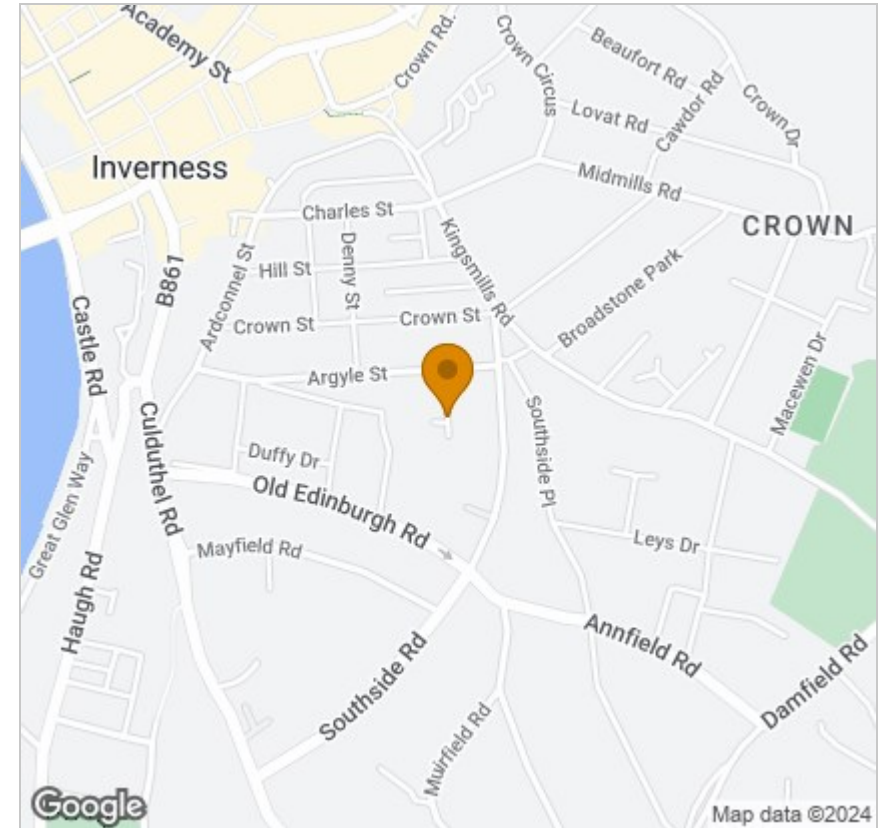 Academy St
Crown Rd.
Beaufort Rd
Crown Circus
Lovat Rd
Cawdor Rd
Crown Dr
Inverness
Midmills Rd
Charles St
CROWN
Kingsmills Rd
Denny St
Ardconnel St
B861
Hill St
Broadstone Park
Castle Rd
Crown St
Crown St
Macewen Dr
Argyle St
Southside Pl
Culduthel Rd
Duffy Dr
Old Edinburgh Rd
Great Glen Way
Leys Dr
Mayfield Rd
Haugh Rd
Annfield Rd
Southside Rd
Damfield Rd
Muirfield Rd
Google
Map data ©2024